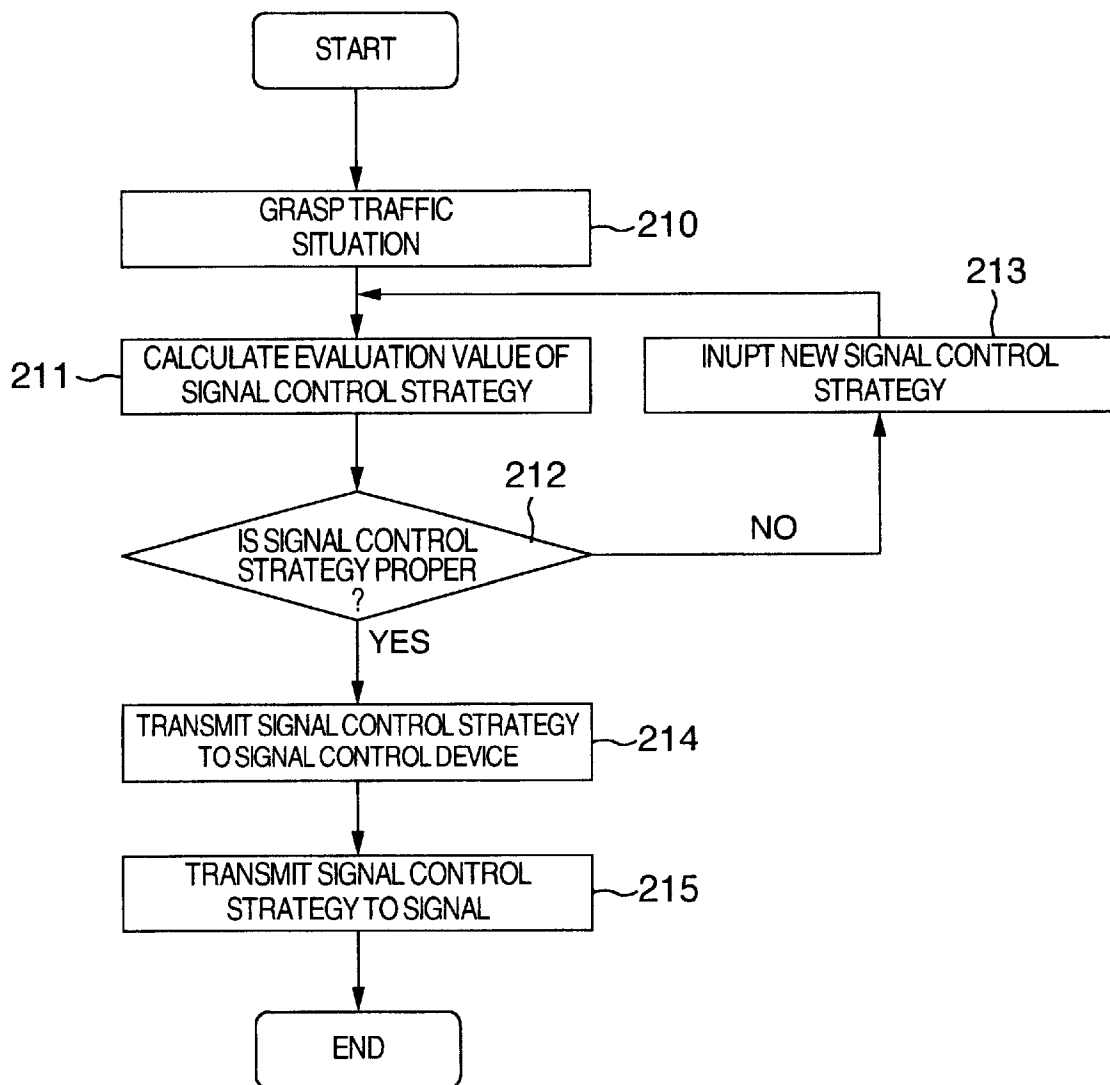 START
GRASP TRAFFIC
SITUATION
210
213
CALCULATE EVALUATION VALUE OF
SIGNAL CONTROL STRATEGY
211
INUPT NEW SIGNAL CONTROL
STRATEGY
212
IS SIGNAL CONTROL
STRATEGY PROPER
?
NO
YES
TRANSMIT SIGNAL CONTROL STRATEGY
TO SIGNAL CONTROL DEVICE
214
TRANSMIT SIGNAL CONTROL
STRATEGY TO SIGNAL
215
END